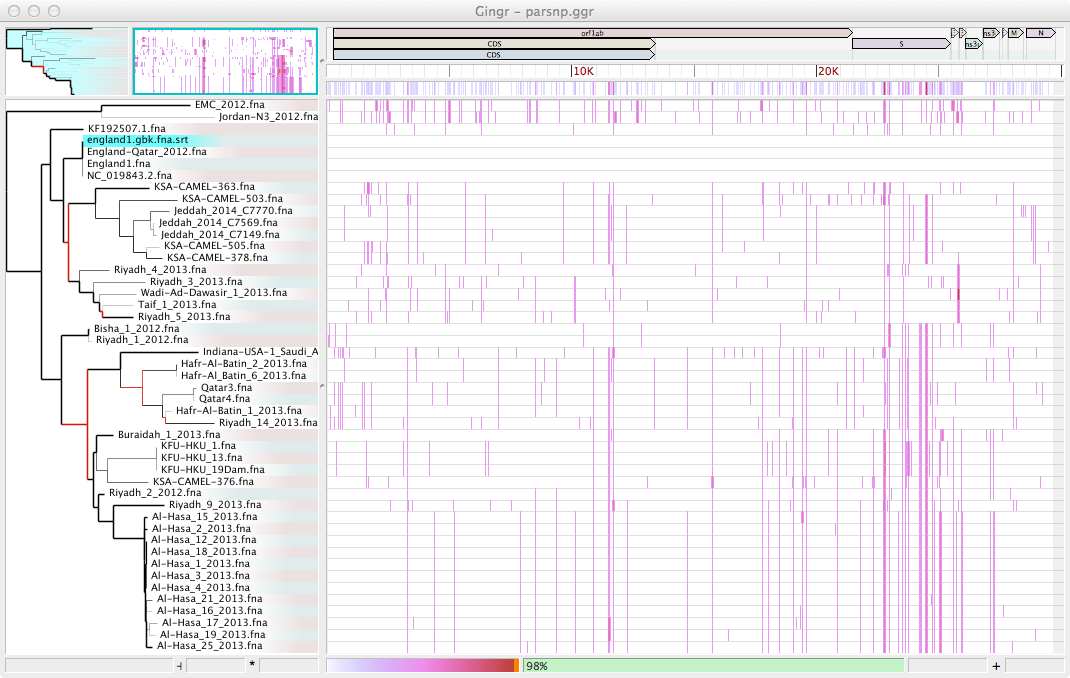 Gingr – parsnp.ggr
orf1ab
CDS
S
ns3
M
N
ns3
CDS
10K
20K
EMC_2012.fna
Jordan-N3_2012.fna
KF192507.1.fna
england1.gbk.fna.srt
England-Qatar_2012.fna
England1.fna
NC_019843.2.fna
KSA-CAMEL-363.fna
KSA-CAMEL-503.fna
Jeddah_2014_C7770.fna
Jeddah_2014_C7569.fna
Jeddah_2014_C7149.fna
KSA-CAMEL-505.fna
KSA-CAMEL-378.fna
Riyadh_4_2013.fna
Riyadh_3_2013.fna
Wadi-Ad-Dawasir_1_2013.fna
Taif_1_2013.fna
Riyadh_5_2013.fna
Bisha_1_2012.fna
Riyadh_1_2012.fna
Indiana-USA-1_Saudi_A
Hafr-Al-Batin_2_2013.fna
Hafr-Al_Batin_6_2013.fna
Qatar3.fna
Qatar4.fna
Hafr-Al-Batin_1_2013.fna
Riyadh_14_2013.fna
Buraidah_1_2013.fna
KFU-HKU_1.fna
KFU-HKU_13.fna
KFU-HKU_19Dam.fna
KSA-CAMEL-376.fna
Riyadh_2_2012.fna
Riyadh_9_2013.fna
Al-Hasa_15_2013.fna
Al-Hasa_2_2013.fna
Al-Hasa_12_2013.fna
Al-Hasa_18_2013.fna
Al-Hasa_1_2013.fna
Al-Hasa_3_2013.fna
Al-Hasa_4_2013.fna
Al-Hasa_21_2013.fna
Al-Hasa_16_2013.fna
Al-Hasa_17_2013.fna
Al-Hasa_19_2013.fna
Al-Hasa_25_2013.fna
* 98% +